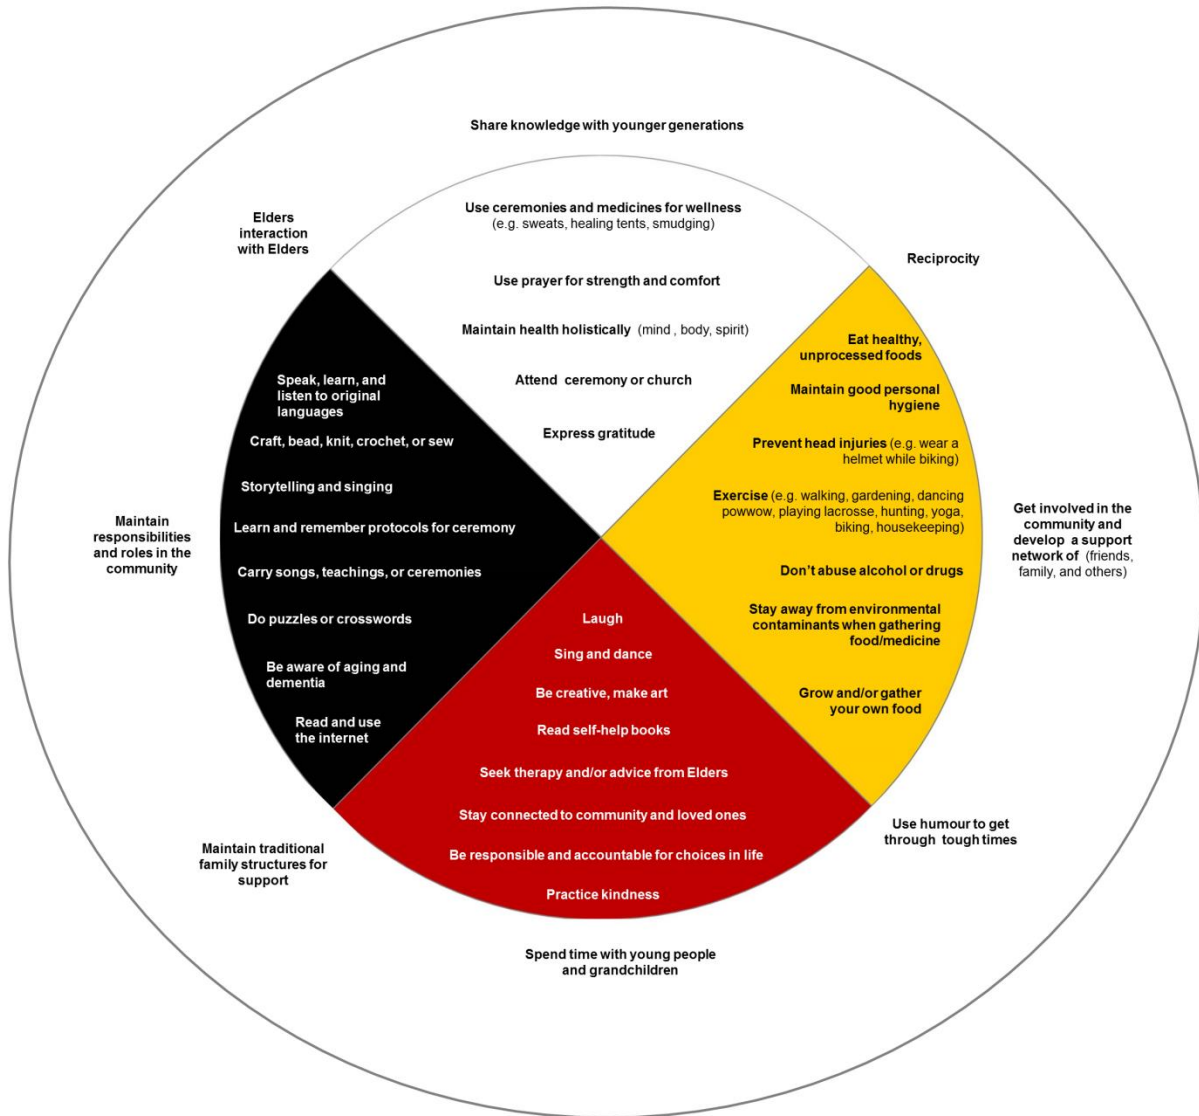 Share knowledge with younger generations
Elders
interaction
with Elders
Use ceremonies and medicines for wellness
(e.g. sweats, healing tents, smudging)
Use prayer for strength and comfort
Maintain health holistically (mind , body, spirit)
Attend ceremony or church
Express gratitude
Reciprocity
Eat healthy,
unprocessed foods
Maintain good personal
hygiene
Prevent head injuries (e.g. wear a
helmet while biking)
Exercise (e.g. walking, gardening, dancing
powwow, playing lacrosse, hunting, yoga,
biking, housekeeping)
Don't abuse alcohol or drugs
Stay away from environmental
contaminants when gathering
food/medicine
Grow and/or gather
your own food
Get involved in the
community and
develop a support
network of (friends,
family, and others)
Use humour to get
through tough times
Laugh
Sing and dance
Be creative, make art
Read self-help books
Seek therapy and/or advice from Elders
Stay connected to community and loved ones
Be responsible and accountable for choices in life
Practice kindness
Spend time with young people
and grandchildren
Maintain traditional
family structures for
support
Speak, learn, and
listen to original
languages
Craft, bead, knit, crochet, or sew
Storytelling and singing
Learn and remember protocols for ceremony
Carry songs, teachings, or ceremonies
Do puzzles or crosswords
Be aware of aging and
dementia
Read and use
the internet
Maintain
responsibilities
and roles in the
community